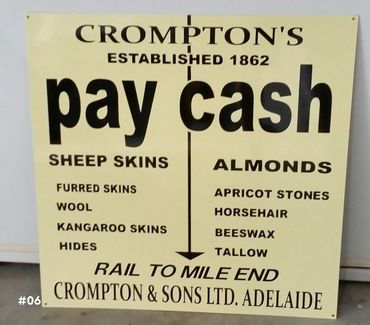 CROMPTON'S
ESTABLISHED 1862
pay cash
SHEEP SKINS
FURRED SKINS
WOOL
KANGAROO SKINS
HIDES
ALMONDS
APRICOT STONES
HORSEHAIR
BEESWAX
TALLOW
RAIL TO MILE END
CROMPTON & SONS LTD. ADELAIDE
#06